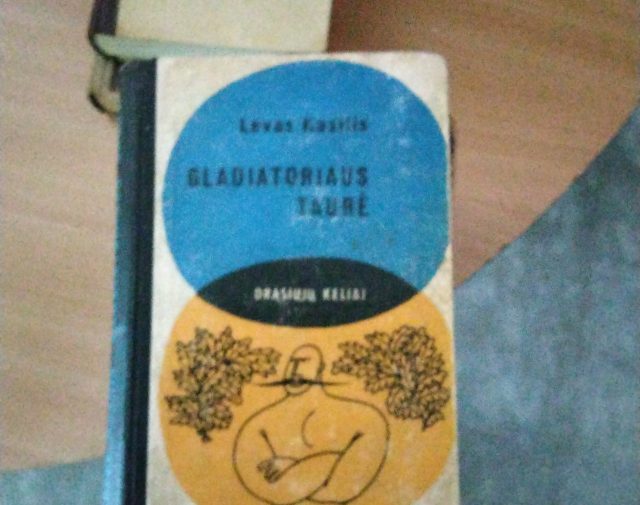 Levas Kasilis
GLADIATORIAUS
TAURĖ
DRĄSIŲJŲ KELIAI